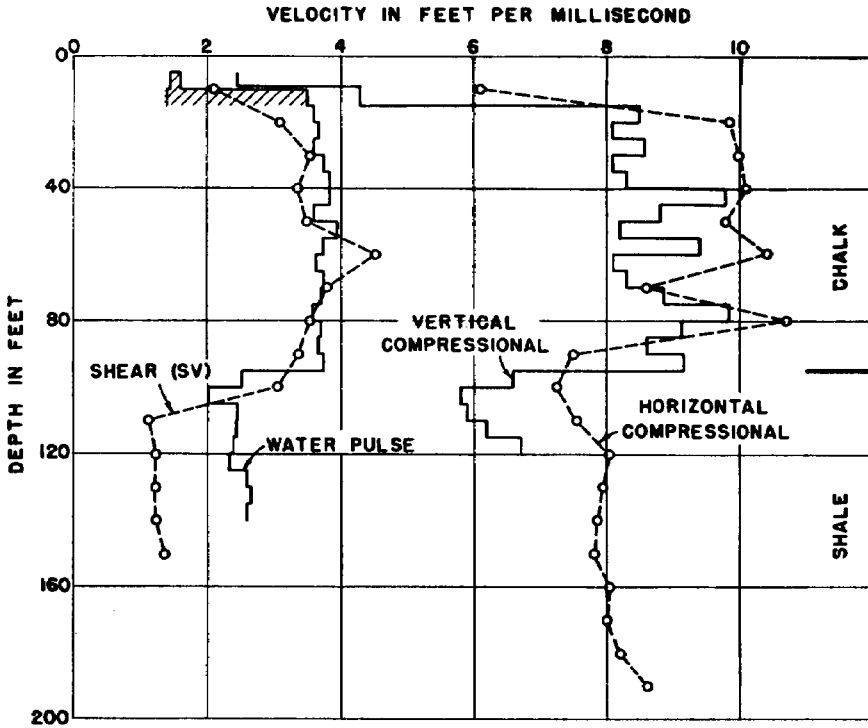 VELOCITY IN FEET PER MILLISECOND
0 2 4 6 8 10
0
40
80
120
160
200
DEPTH IN FEET
SHEAR (SV)
WATER PULSE
VERTICAL
COMPRESSIONAL
HORIZONTAL
COMPRESSIONAL
CHALK
SHALE